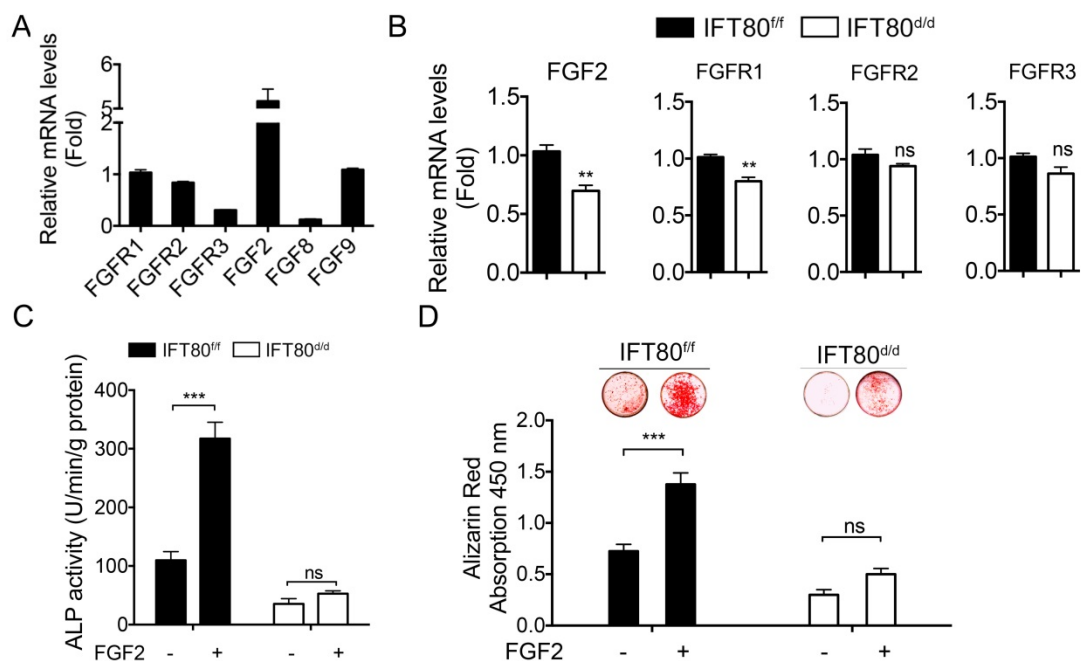 A
Relative mRNA levels
(Fold)
6
5
2
1
0
FGFR1
FGFR2
FGFR3
FGF2
FGF8
FGF9
B
IFT80f/f
IFT80d/d
Relative mRNA levels
(Fold)
FGF2
1.5
1.0
0.5
0.0
**
FGFR1
1.5
1.0
0.5
0.0
**
FGFR2
1.5
1.0
0.5
0.0
ns
FGFR3
1.5
1.0
0.5
0.0
ns
C
IFT80f/f
IFT80d/d
ALP activity (U/min/g protein)
400
300
200
100
0
***
ns
FGF2
-
+
-
+
D
IFT80f/f
IFT80d/d
Alizarin Red
Absorption 450 nm
2.0
1.5
1.0
0.5
0.0
***
ns
FGF2
-
+
-
+